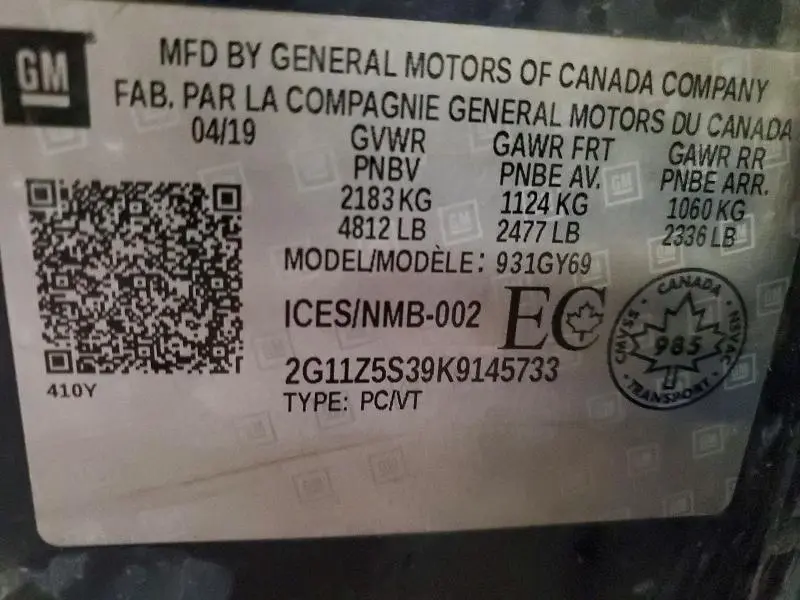 GM
MFD BY GENERAL MOTORS OF CANADA COMPANY
FAB. PAR LA COMPAGNIE GENERAL MOTORS DU CANADA
04/19 GVWR GAWR FRT GAWR RR
PNBV PNBE AV. PNBE ARR.
2183 KG 1124 KG 1060 KG
4812 LB 2477 LB 2336 LB
MODEL/MODÈLE: 931GY69
ICES/NMB-002 EC
2G11Z5S39K9145733
TYPE: PC/VT
410Y
CANADA
CMVSS NSVAC
985
TRANSPORT